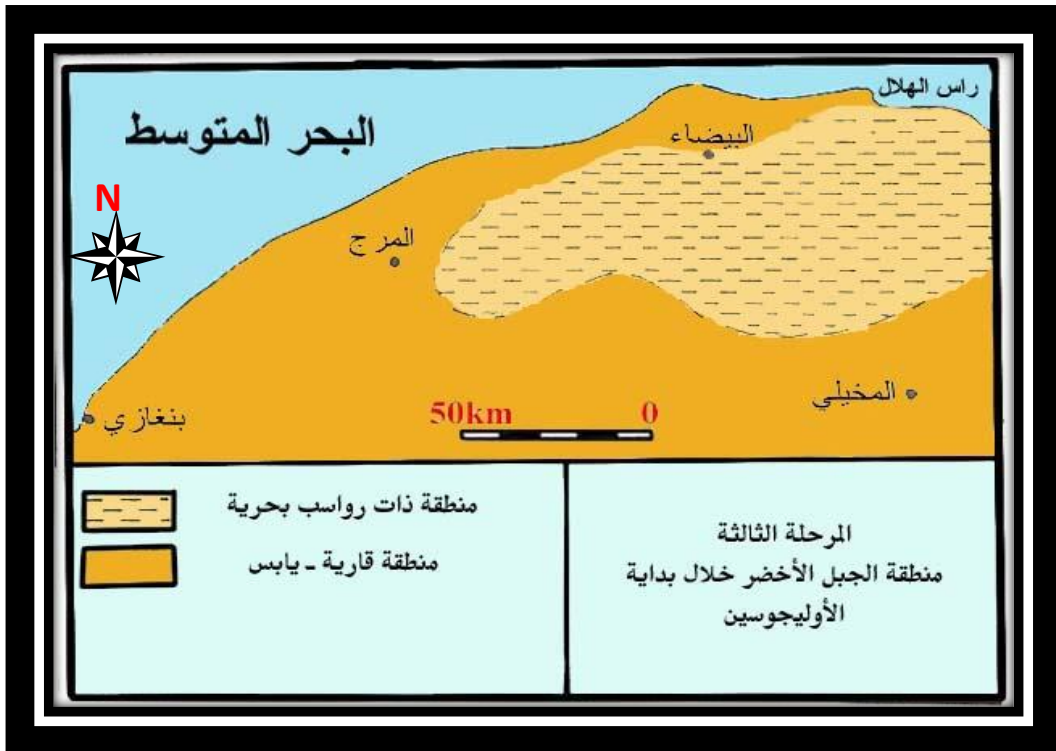 راس الهلال
البحر المتوسط
البيضاء
N
المرج
المخيلي
بنغازي
50km 0
منطقة ذات رواسب بحرية
منطقة قارية ـ يابس
المرحلة الثالثة
منطقة الجبل الأخضر خلال بداية
الأوليجوسين